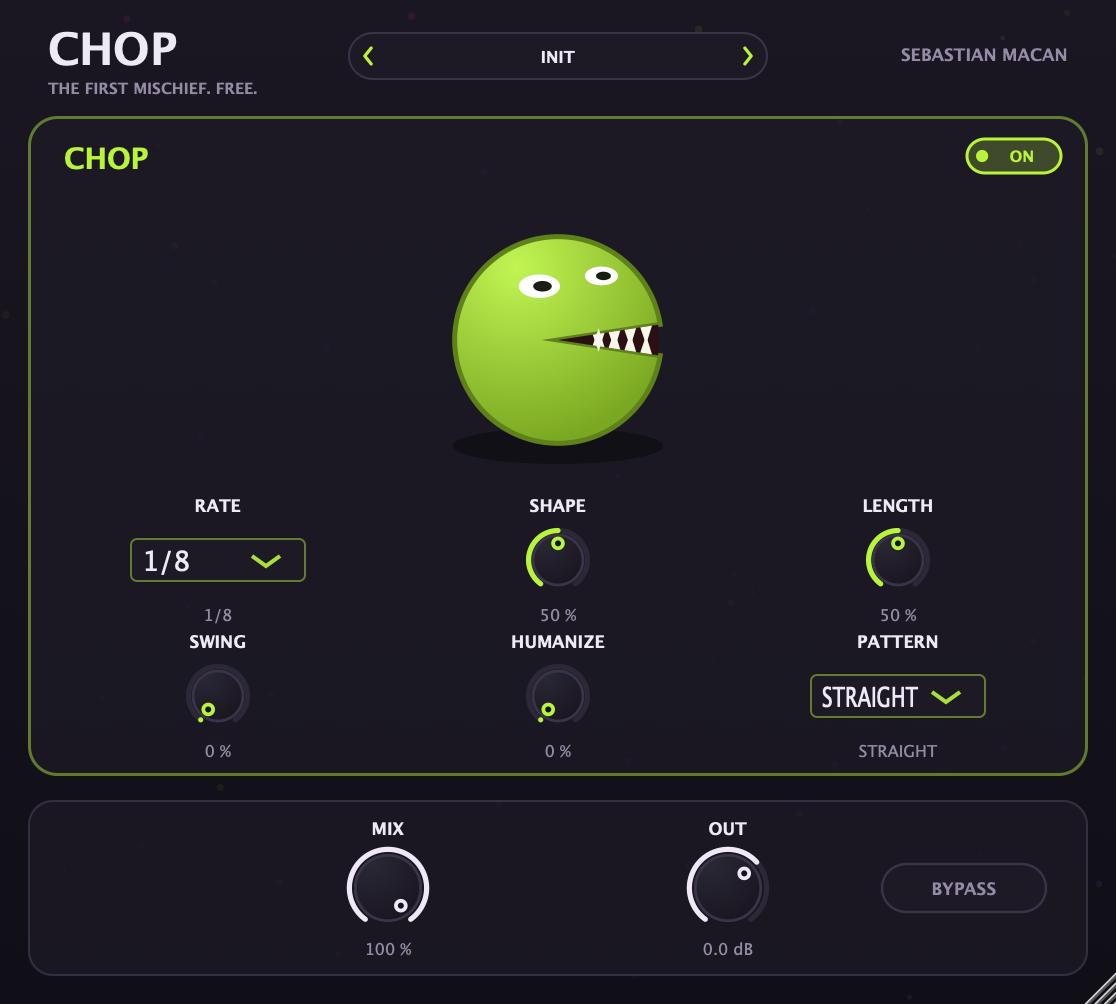 CHOP
INIT
SEBASTIAN MACAN
THE FIRST MISCHIEF. FREE.
CHOP
ON
RATE
SHAPE
LENGTH
1/8
1/8
50 %
50 %
SWING
HUMANIZE
PATTERN
STRAIGHT
0 %
0 %
STRAIGHT
MIX
OUT
BYPASS
100 %
0.0 dB